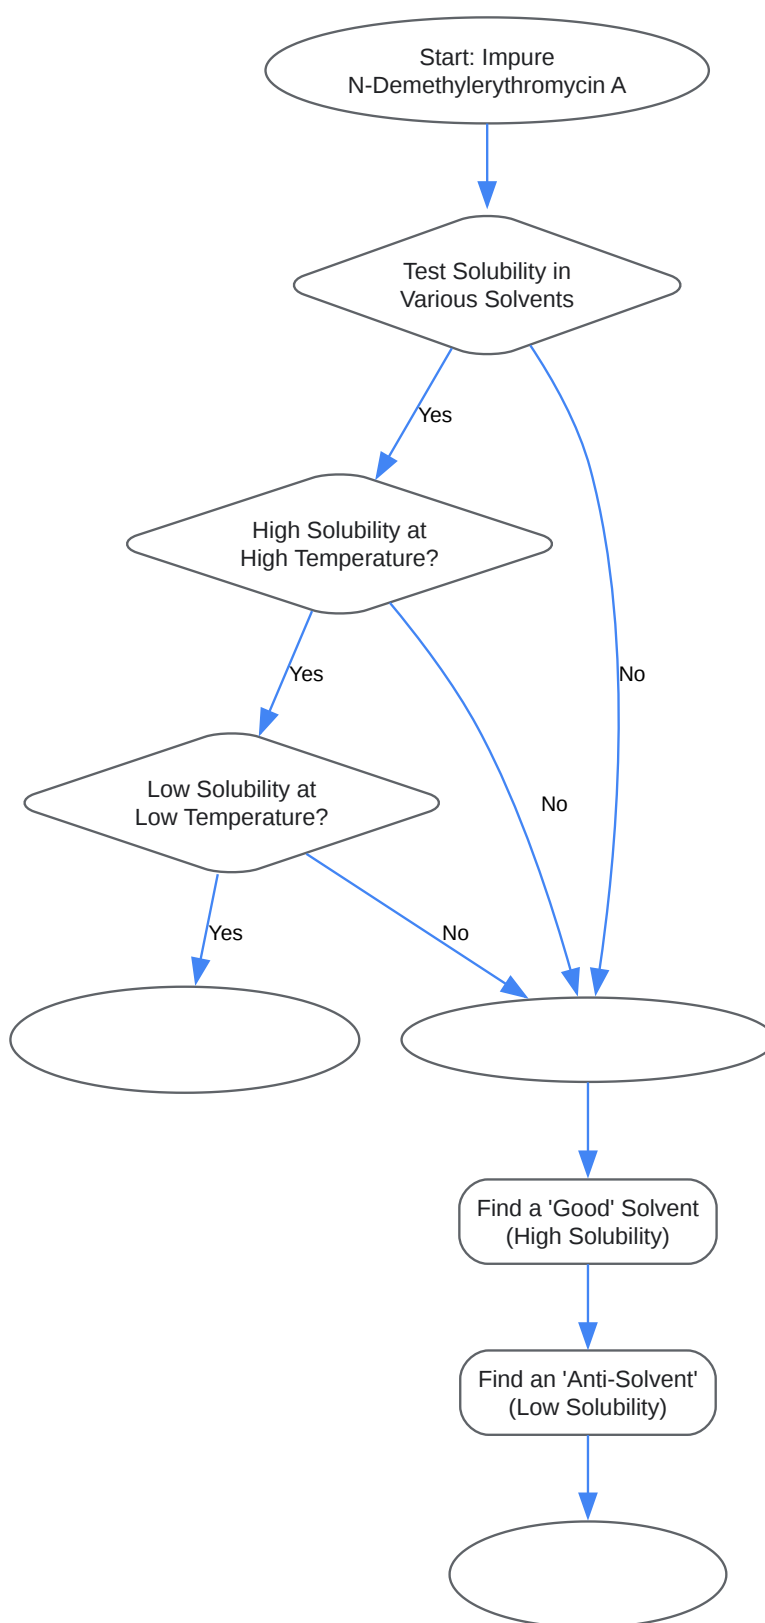 Start: Impure
N-Demethylerythromycin A
Test Solubility in
Various Solvents
Yes
High Solubility at
High Temperature?
Yes
No
Low Solubility at
Low Temperature?
No
Yes
No
Find a 'Good' Solvent
(High Solubility)
Find an 'Anti-Solvent'
(Low Solubility)